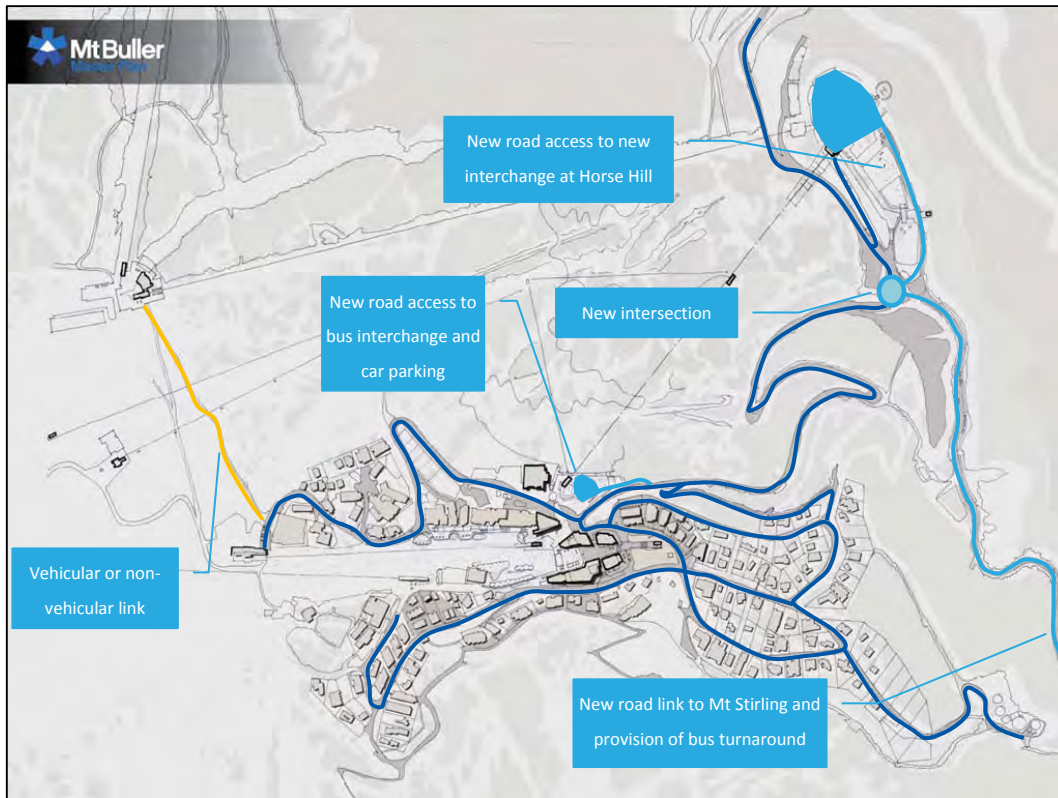 Mt Buller
Master Plan
New road access to new
interchange at Horse Hill
New road access to
bus interchange and
car parking
New intersection
Vehicular or non-
vehicular link
New road link to Mt Stirling and
provision of bus turnaround